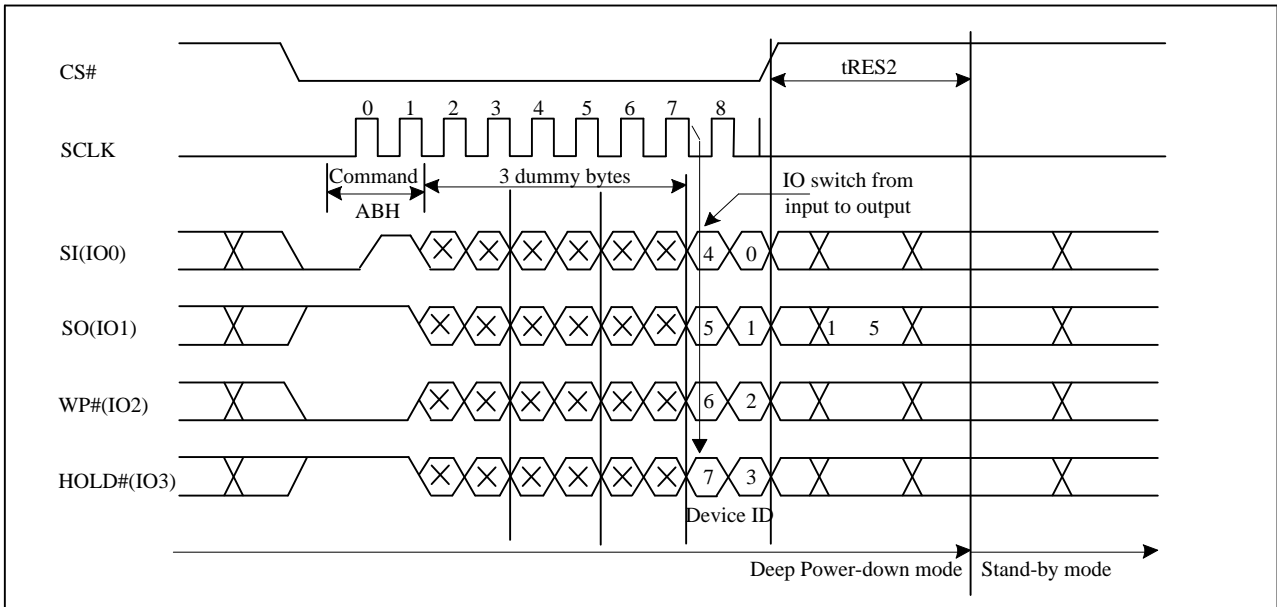 CS#
tRES2
0 1 2 3 4 5 6 7 8
SCLK
Command
3 dummy bytes
ABH
IO switch from
input to output
SI(IO0)
4 0
SO(IO1)
5 1 1 5
WP#(IO2)
6 2
HOLD#(IO3)
7 3
Device ID
Deep Power-down mode Stand-by mode